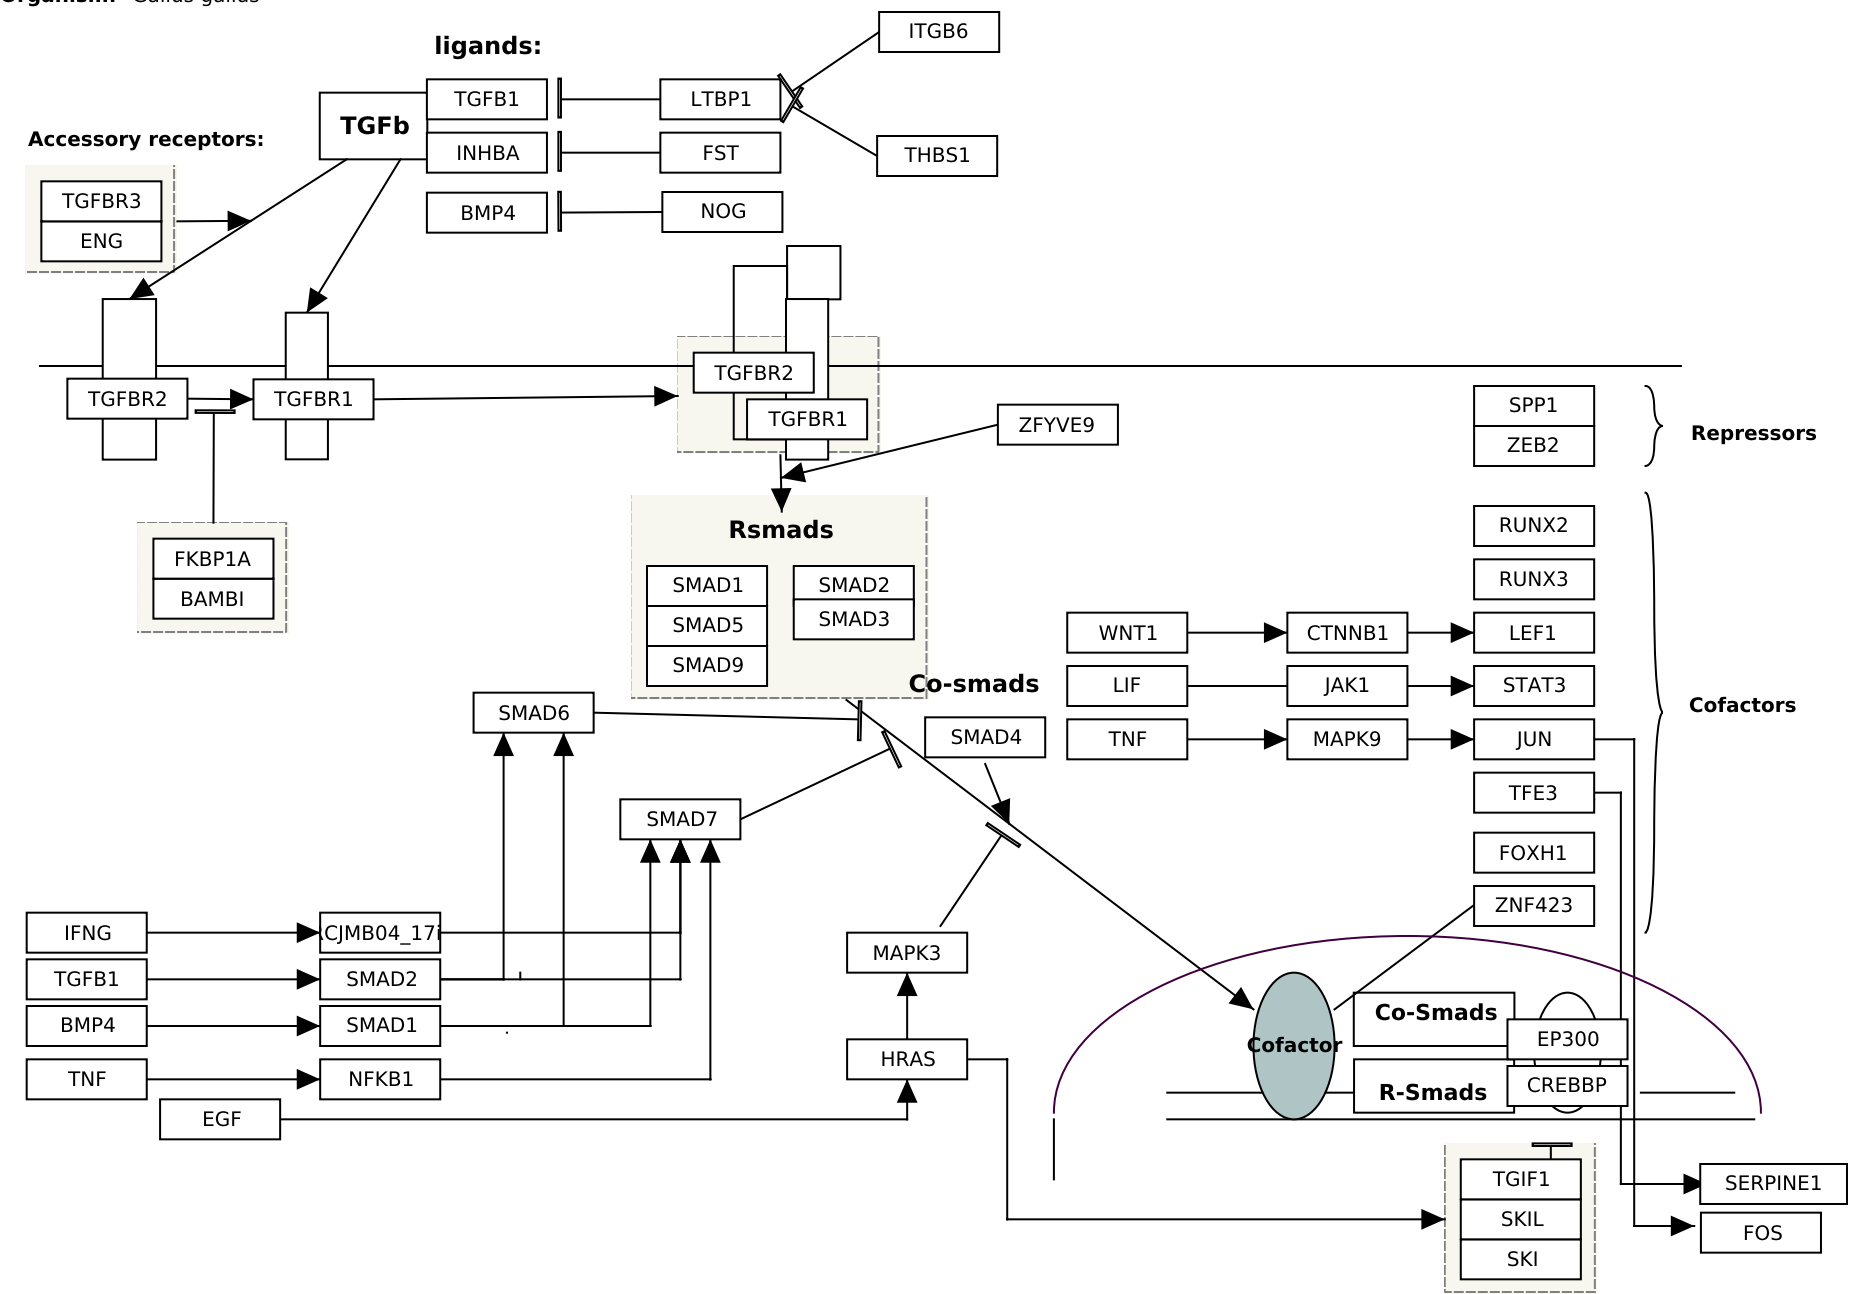 Organism: Gallus gallus
ligands:
ITGB6
TGFb
TGFB1
LTBP1
Accessory receptors:
INHBA
FST
THBS1
TGFBR3
BMP4
NOG
ENG
TGFBR2
TGFBR1
TGFBR2
TGFBR1
ZFYVE9
SPP1
ZEB2
Repressors
FKBP1A
BAMBI
Rsmads
SMAD1
SMAD2
SMAD5
SMAD3
SMAD9
RUNX2
RUNX3
WNT1
CTNNB1
LEF1
Co-smads
LIF
JAK1
STAT3
Cofactors
SMAD6
SMAD4
TNF
MAPK9
JUN
TFE3
SMAD7
FOXH1
ZNF423
IFNG
CJMB04_17i
MAPK3
TGFB1
SMAD2
BMP4
SMAD1
HRAS
TNF
NFKB1
EGF
Cofactor
Co-Smads
EP300
R-Smads
CREBBP
TGIF1
SKIL
SKI
SERPINE1
FOS